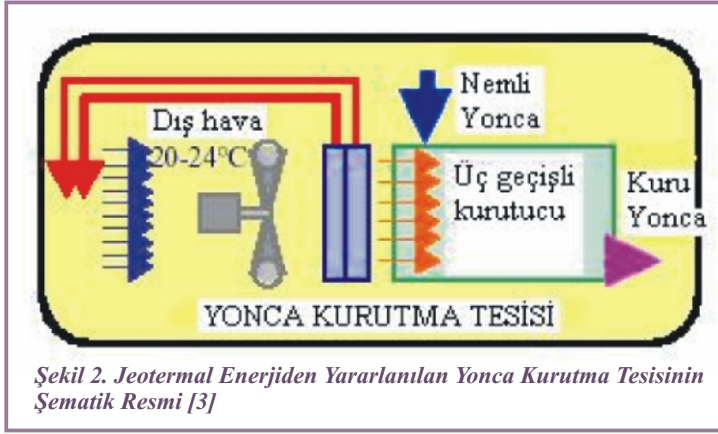 Nemli
Yonca
Dış hava
20-24°C
Üç geçişli
kurutucu
Kuru
Yonca
YONCA KURUTMA TESİSİ
Şekil 2. Jeotermal Enerjiden Yararlanılan Yonca Kurutma Tesisinin
Şematik Resmi [3]